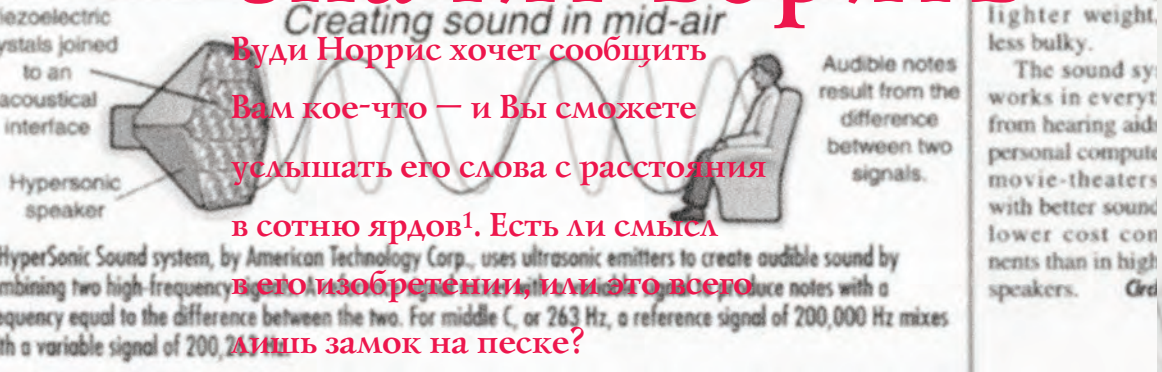 Creating sound in mid-air
ezoelectric
ystals joined
to an
acoustical
interface
Hypersonic
speaker
Audible notes
result from the
difference
between two
signals.
Вуди Норрис хочет сообщить
Вам кое-что — и Вы сможете
услышать его слова с расстояния
в сотню ярдов¹. Есть ли смысл
в его изобретении, или это всего
лишь замок на песке?
HyperSonic Sound system, by American Technology Corp., uses ultrasonic emitters to create audible sound by
mbining two high-frequency produce notes with a
equency equal to the difference between the two. For middle C, or 263 Hz, a reference signal of 200,000 Hz mixes
th a variable signal of
lighter weight,
less bulky.
The sound sy
works in everyt
from hearing aids
personal compute
movie-theaters
with better sound
lower cost con
nents than in high
speakers.